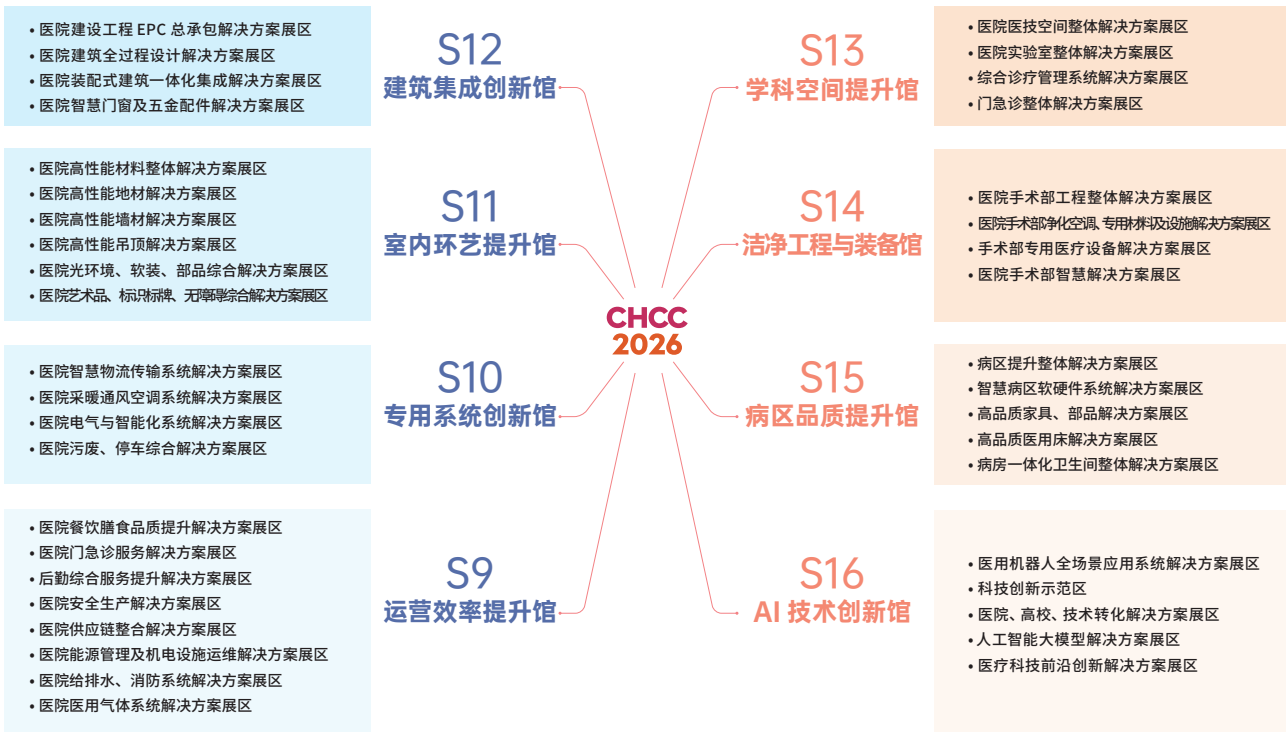 • 医院建设工程 EPC 总承包解决方案展区
• 医院建筑全过程设计解决方案展区
• 医院装配式建筑一体化集成解决方案展区
• 医院智慧门窗及五金配件解决方案展区
S12
建筑集成创新馆
S13
学科空间提升馆
• 医院医技空间整体解决方案展区
• 医院实验室整体解决方案展区
• 综合诊疗管理系统解决方案展区
• 门急诊整体解决方案展区
• 医院高性能材料整体解决方案展区
• 医院高性能地材解决方案展区
• 医院高性能墙材解决方案展区
• 医院高性能吊顶解决方案展区
• 医院光环境、软装、部品综合解决方案展区
• 医院艺术品、标识标牌、无障碍综合解决方案展区
S11
室内环艺提升馆
S14
洁净工程与装备馆
• 医院手术部工程整体解决方案展区
• 医院手术部净化空调、专用材料及设施解决方案展区
• 手术部专用医疗设备解决方案展区
• 医院手术部智慧解决方案展区
CHCC
2026
• 医院智慧物流传输系统解决方案展区
• 医院采暖通风空调系统解决方案展区
• 医院电气与智能化系统解决方案展区
• 医院污废、停车综合解决方案展区
S10
专用系统创新馆
S15
病区品质提升馆
• 病区提升整体解决方案展区
• 智慧病区软硬件系统解决方案展区
• 高品质家具、部品解决方案展区
• 高品质医用床解决方案展区
• 病房一体化卫生间整体解决方案展区
• 医院餐饮膳食品质提升解决方案展区
• 医院门急诊服务解决方案展区
• 后勤综合服务提升解决方案展区
• 医院安全生产解决方案展区
• 医院供应链整合解决方案展区
• 医院能源管理及机电设施运维解决方案展区
• 医院给排水、消防系统解决方案展区
• 医院医用气体系统解决方案展区
S9
运营效率提升馆
S16
AI 技术创新馆
• 医用机器人全场景应用系统解决方案展区
• 科技创新示范区
• 医院、高校、技术转化解决方案展区
• 人工智能大模型解决方案展区
• 医疗科技前沿创新解决方案展区